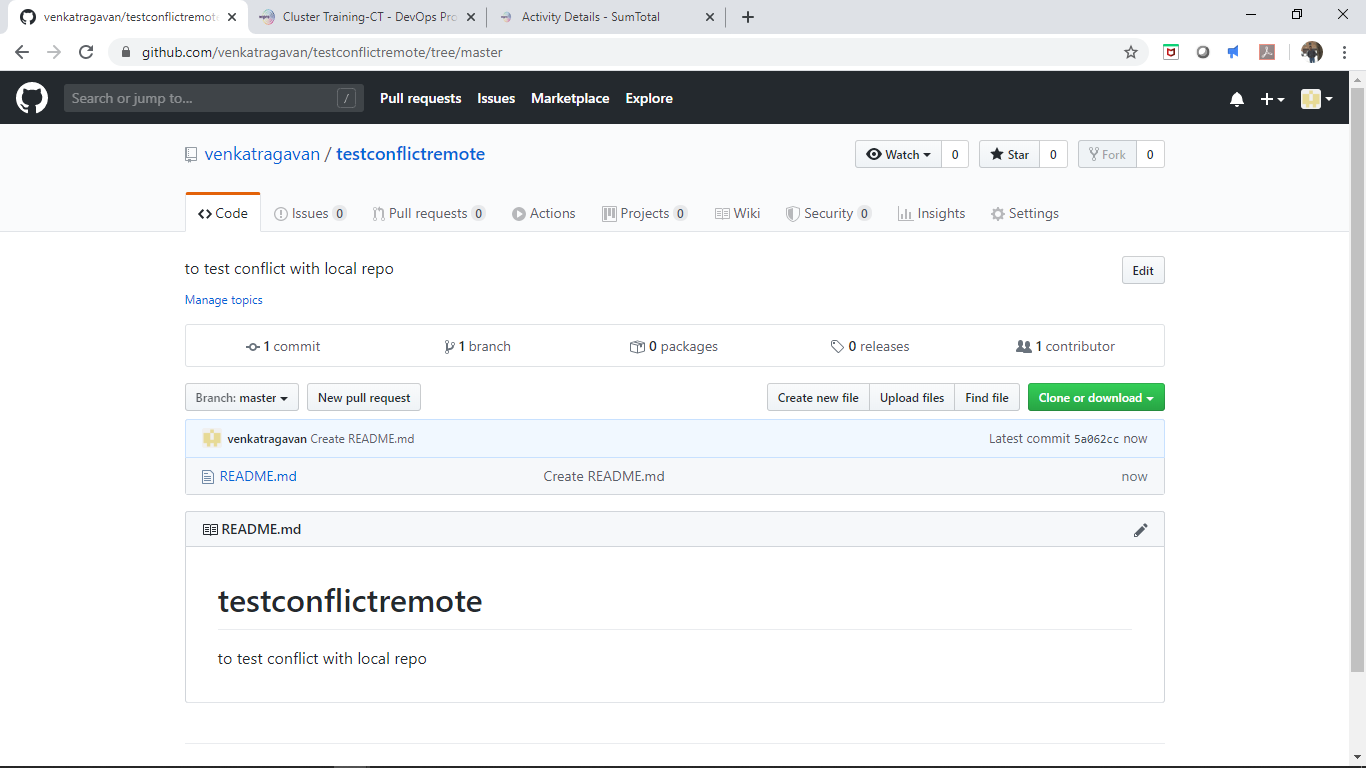 venkatragavan/testconflictremote
Cluster Training-CT - DevOps Pro
Activity Details - SumTotal
github.com/venkatragavan/testconflictremote/tree/master
Search or jump to... /
Pull requests Issues Marketplace Explore
venkatragavan / testconflictremote
Watch 0 Star 0 Fork 0
Code Issues 0 Pull requests 0 Actions Projects 0 Wiki Security 0 Insights Settings
to test conflict with local repo
Edit
Manage topics
1 commit 1 branch 0 packages 0 releases 1 contributor
Branch: master New pull request Create new file Upload files Find file Clone or download
venkatragavan Create README.md Latest commit 5a062cc now
README.md Create README.md now
README.md
testconflictremote
to test conflict with local repo